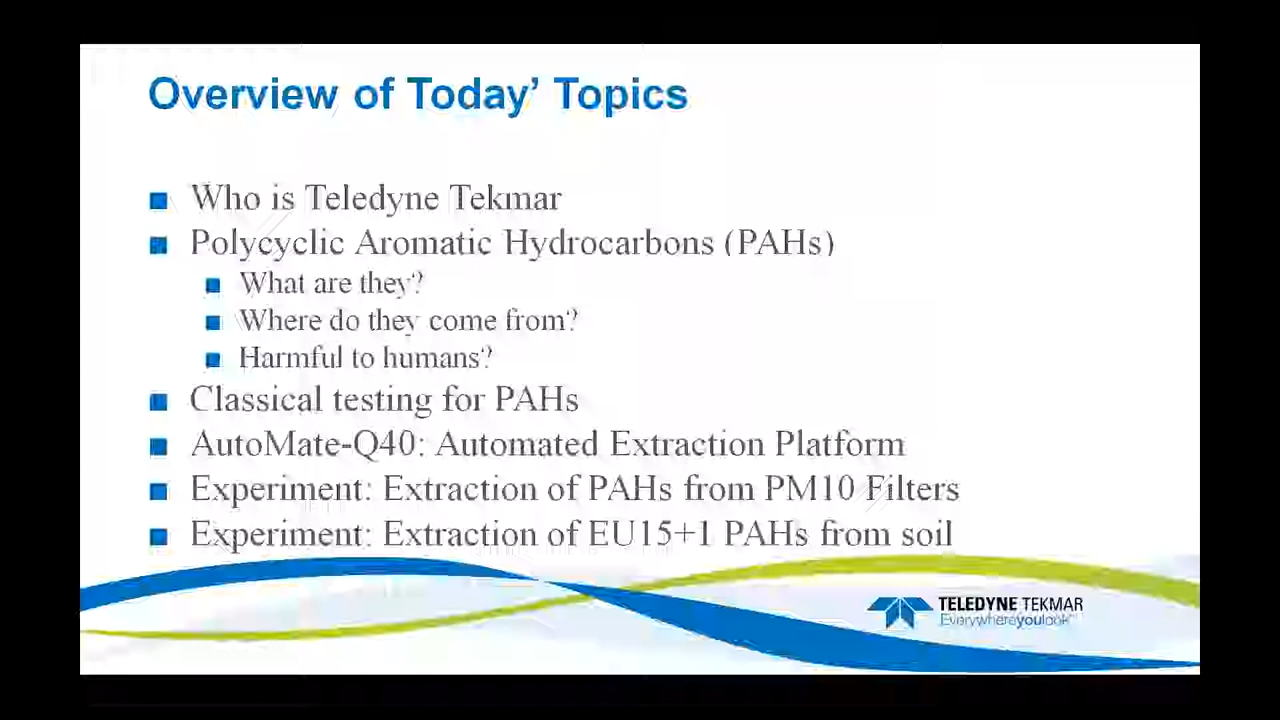 Overview of Today’ Topics
Who is Teledyne Tekmar
Polycyclic Aromatic Hydrocarbons (PAHs)
What are they?
Where do they come from?
Harmful to humans?
Classical testing for PAHs
AutoMate-Q40: Automated Extraction Platform
Experiment: Extraction of PAHs from PM10 Filters
Experiment: Extraction of EU15+1 PAHs from soil
TELEDYNE TEKMAR
Everywhereyoulook™